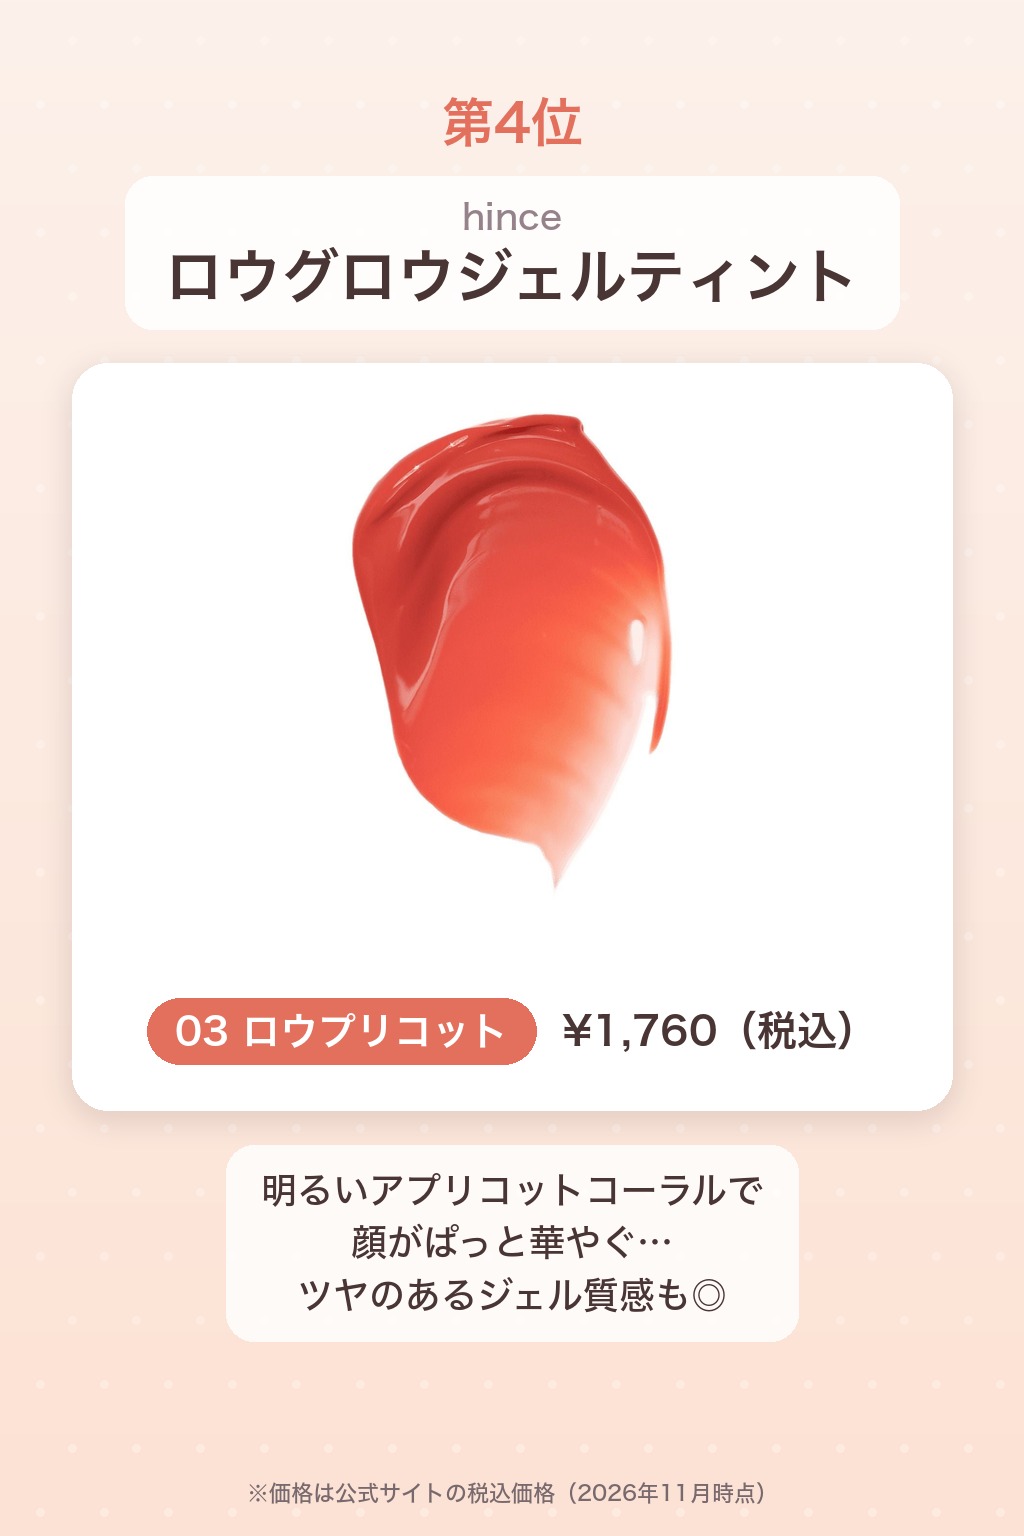 第4位
hince
ロウグロウジェルティント
03 ロウプリコット
¥1,760（税込）
明るいアプリコットコーラルで
顔がぱっと華やぐ…
ツヤのあるジェル質感も◎
※価格は公式サイトの税込価格（2026年11月時点）